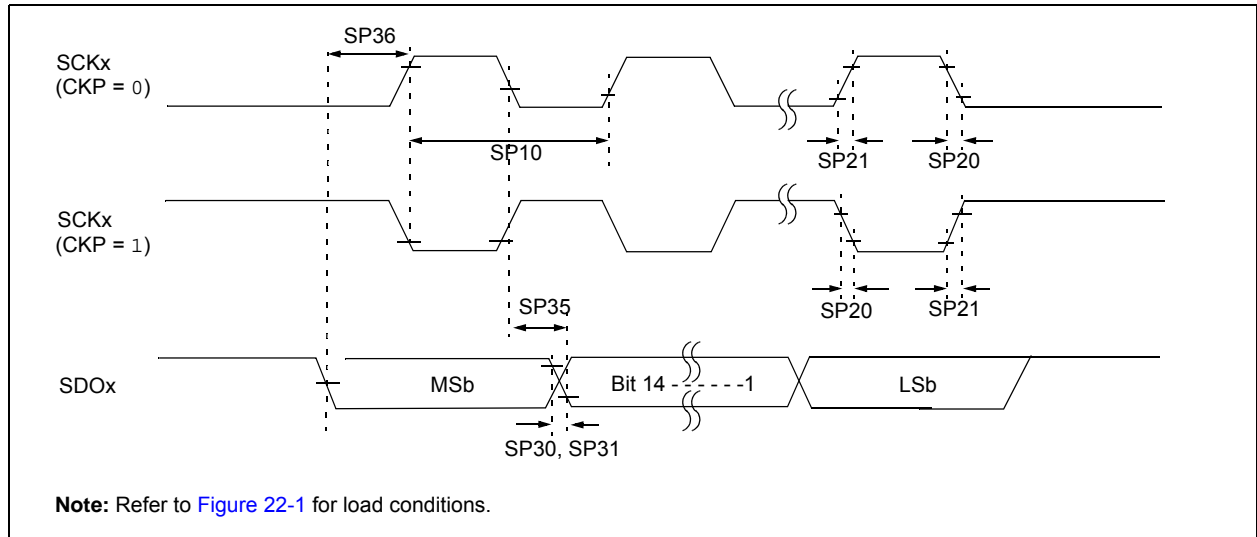 SP36
SCKx
(CKP = 0)
SP10
SP21
SP20
SCKx
(CKP = 1)
SP35
SP20
SP21
SDOx
MSb
Bit 14 - - - - - -1
LSb
SP30, SP31
Note: Refer to Figure 22-1 for load conditions.